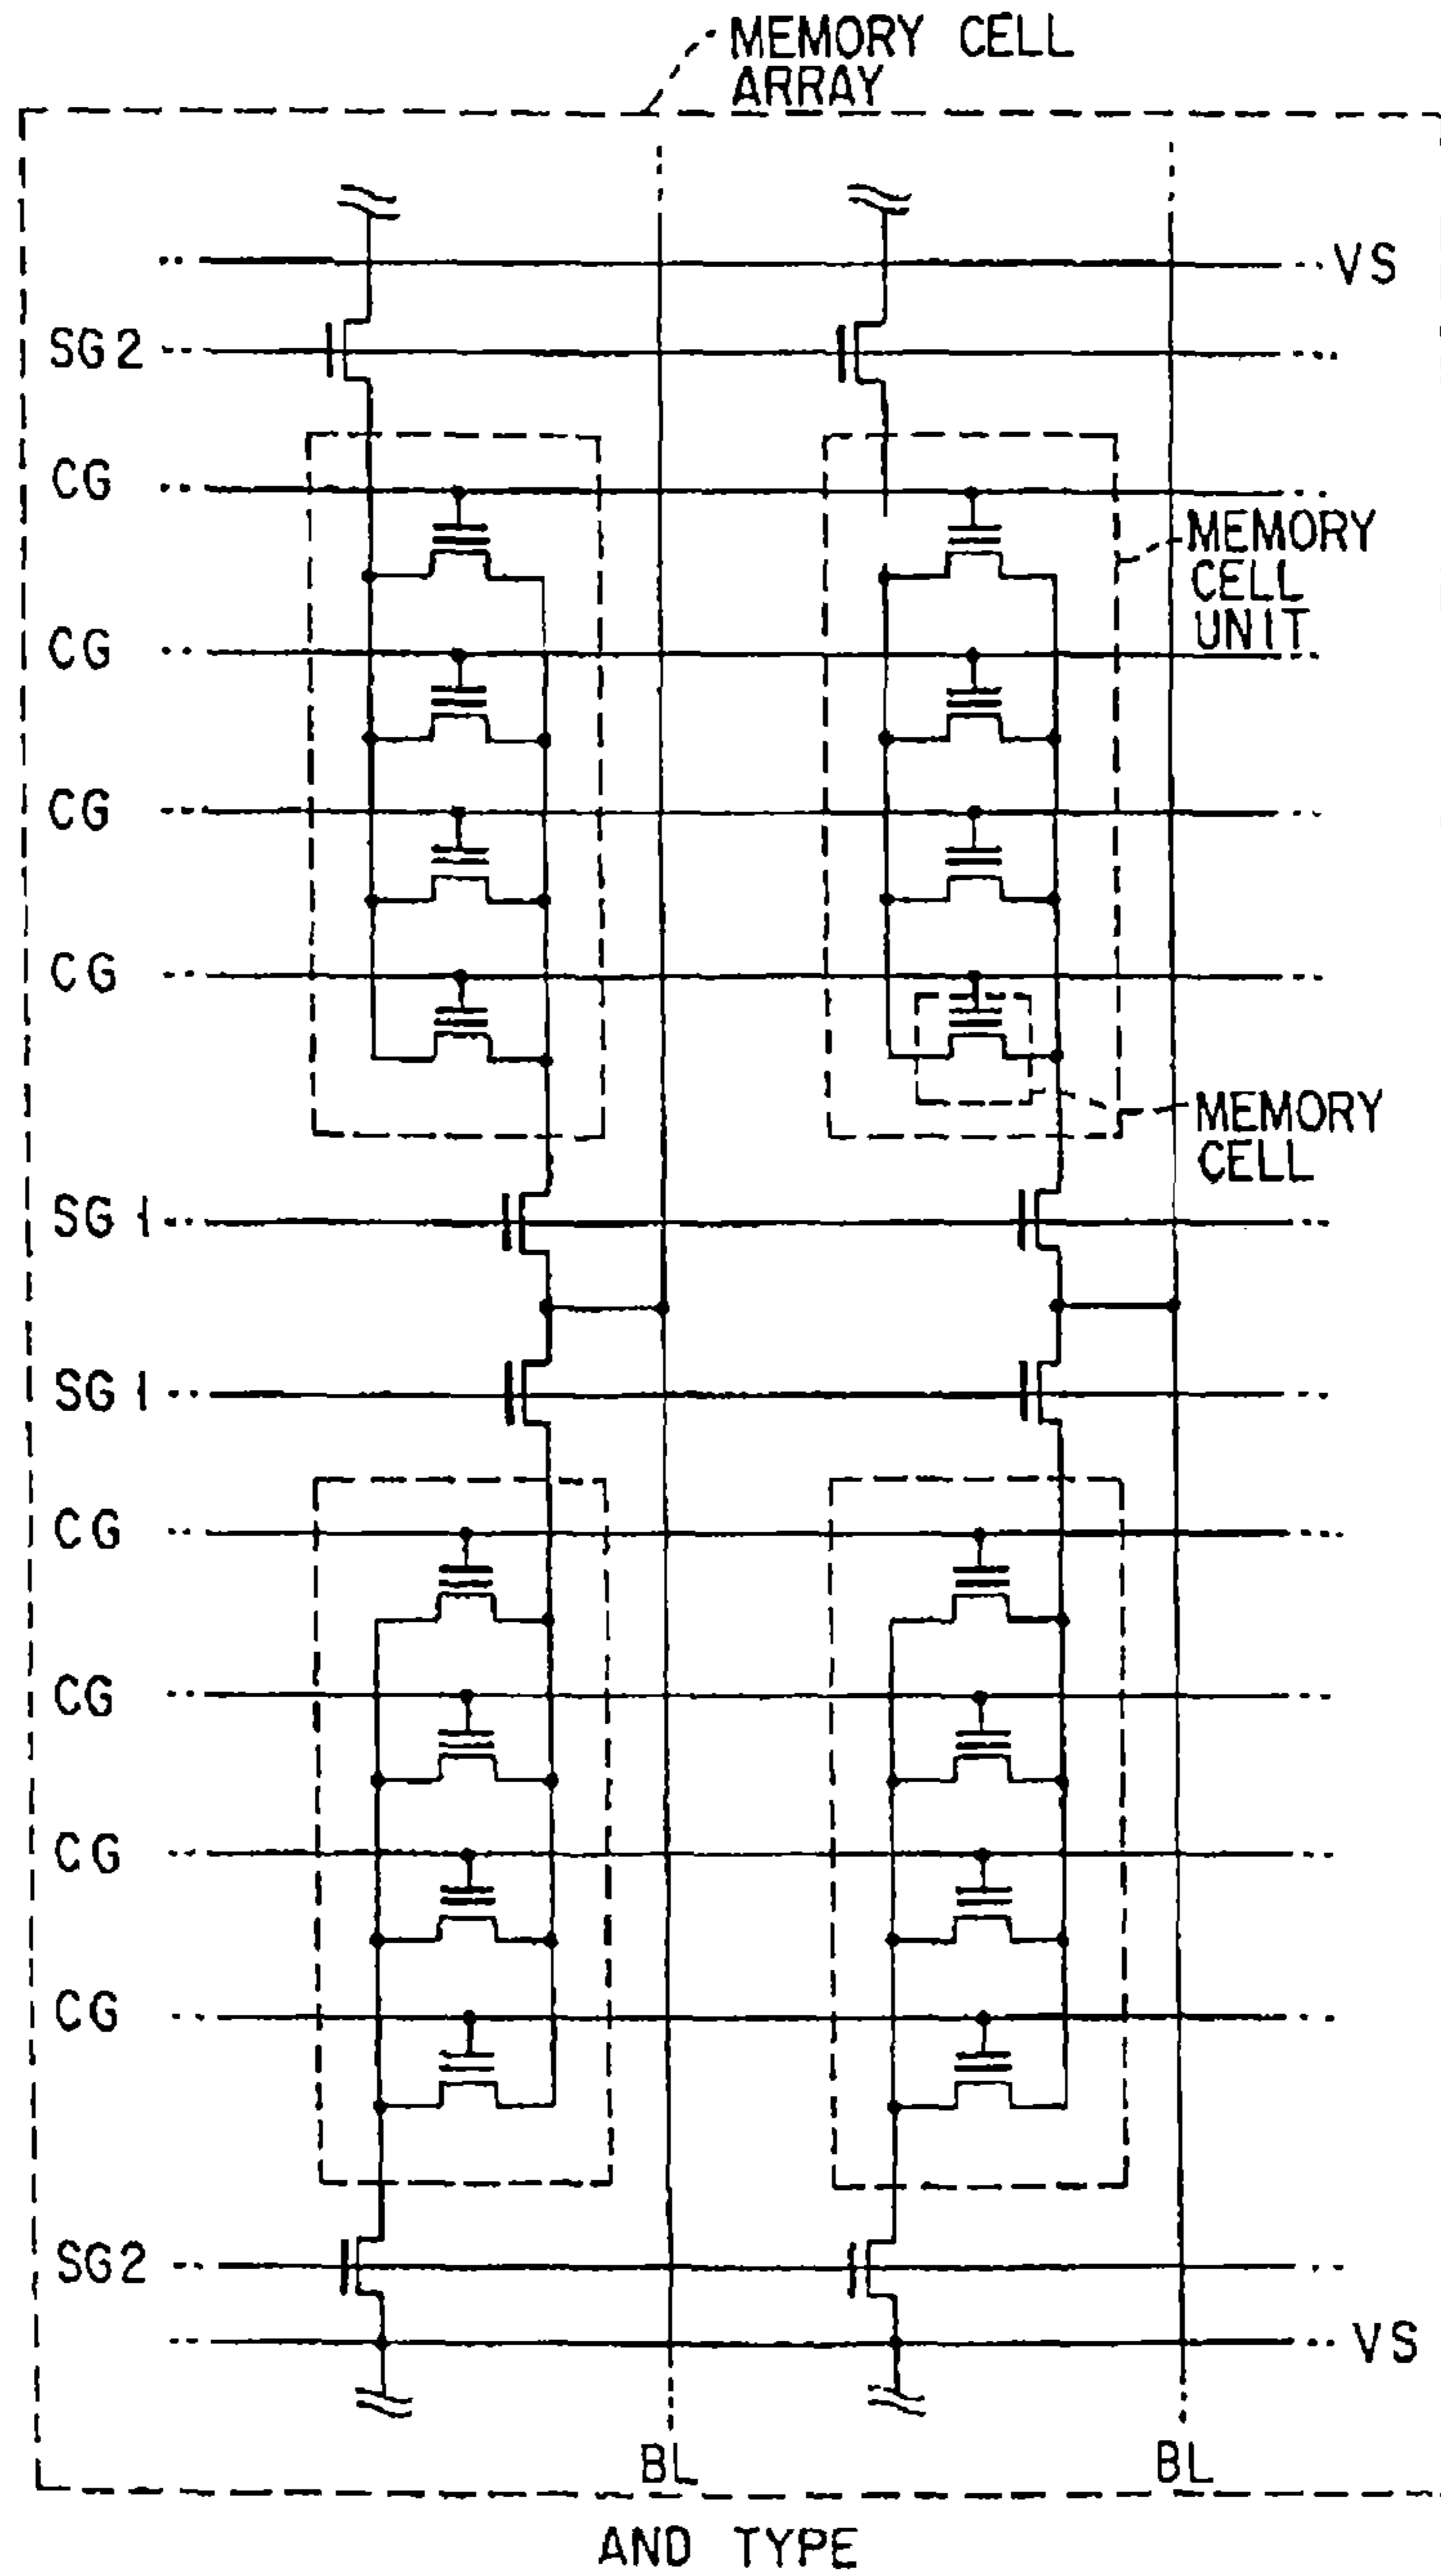 MEMORY CELL
ARRAY
VS
SG2
CG
MEMORY
CELL
UNIT
CG
CG
CG
MEMORY
CELL
SG1
SG1
CG
CG
CG
CG
SG2
VS
BL
BL
AND TYPE